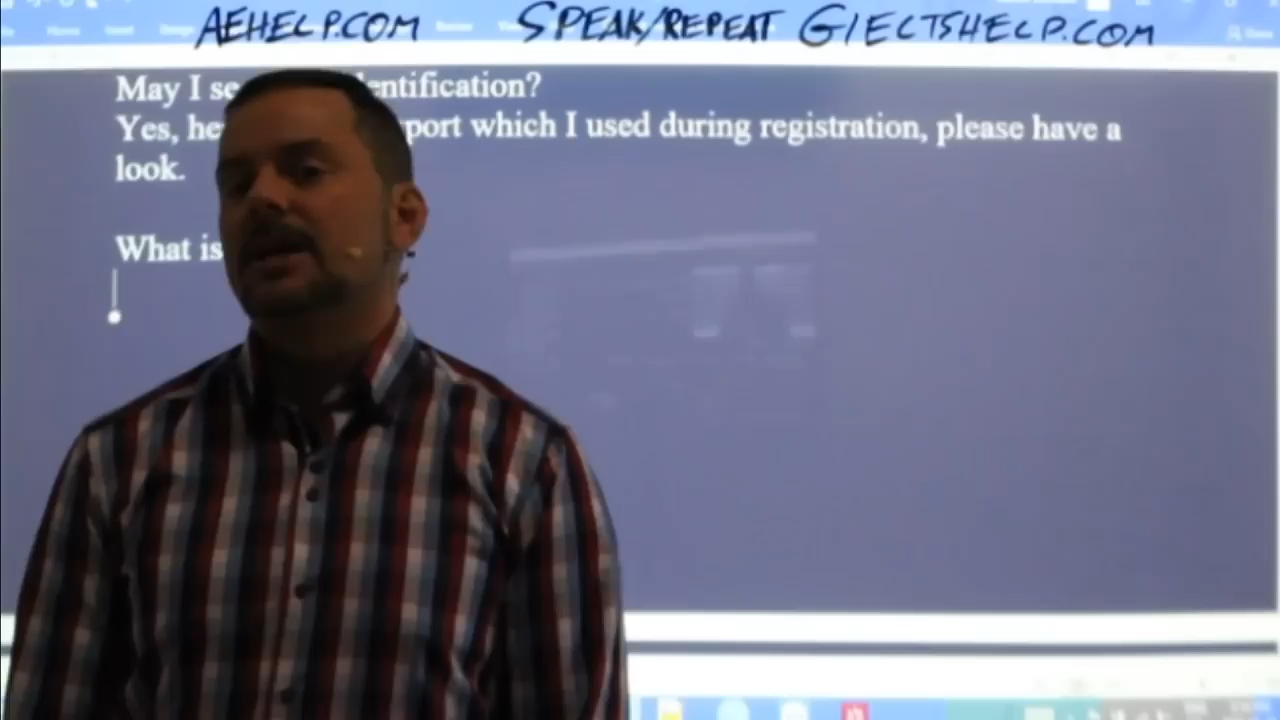 AEHELP.COM SPEAK/REPEAT GIELTSHELP.COM
May I se entification?
Yes, he port which I used during registration, please have a
look.
What is